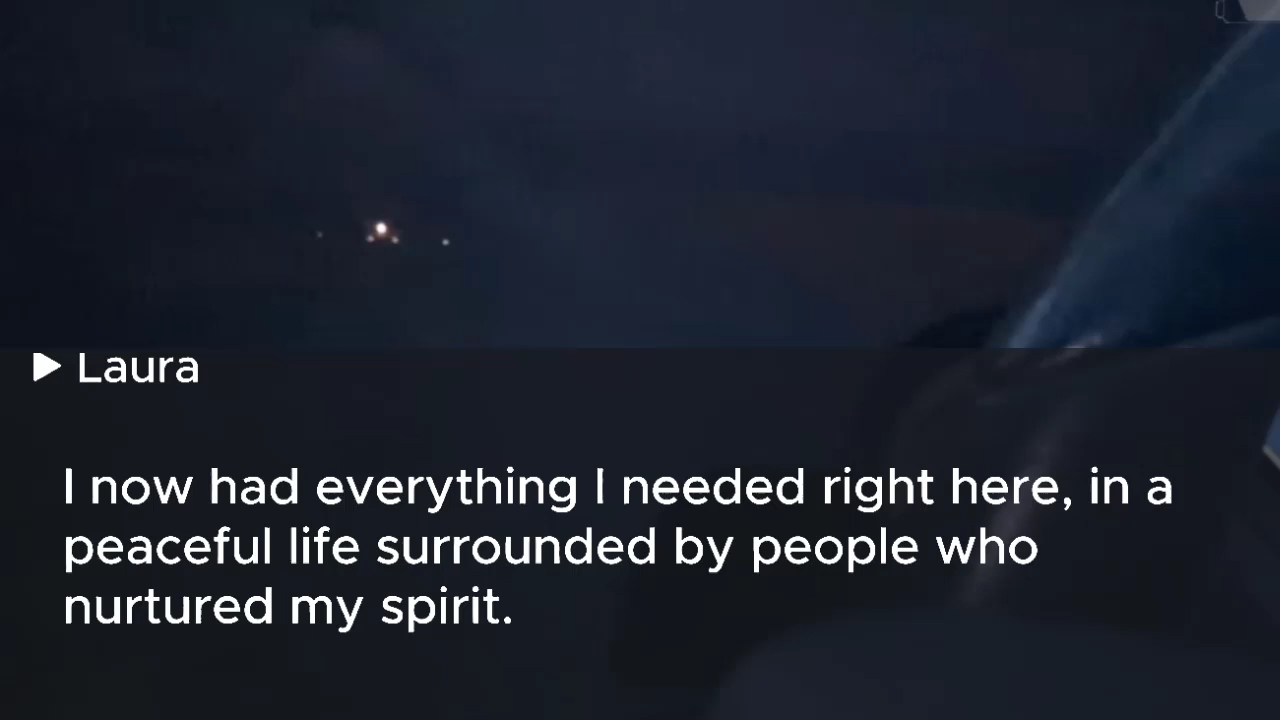 Laura
I now had everything I needed right here, in a
peaceful life surrounded by people who
nurtured my spirit.